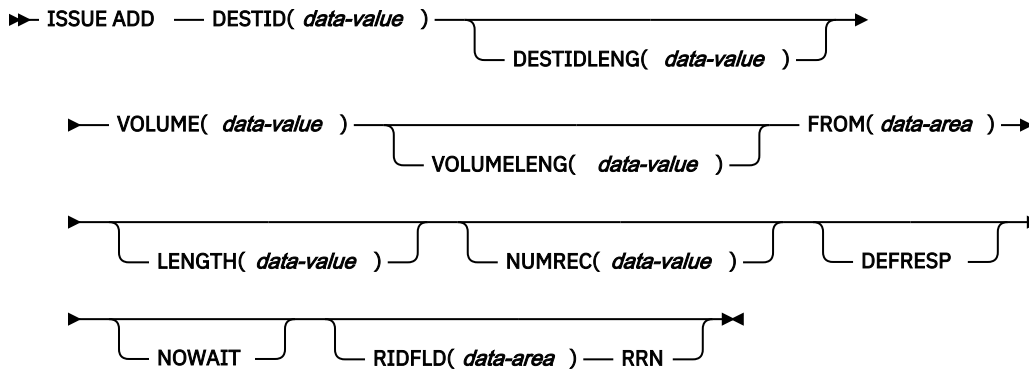 ISSUE ADD DESTID( data-value )
DESTIDLENG( data-value )
VOLUME( data-value ) FROM( data-area )
VOLUMELENG( data-value )
LENGTH( data-value ) NUMREC( data-value ) DEFRESP
NOWAIT RIDFLD( data-area ) RRN